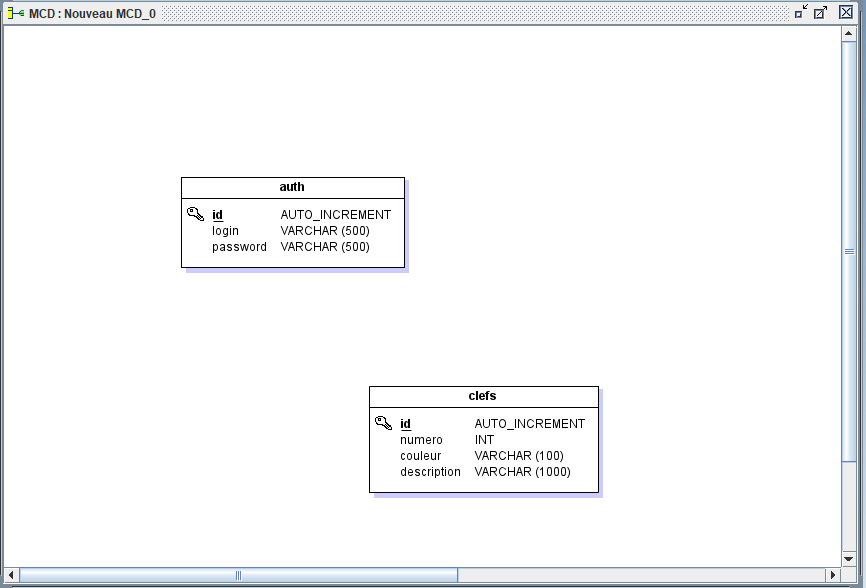 MCD : Nouveau MCD_0
auth
id AUTO_INCREMENT
login VARCHAR (500)
password VARCHAR (500)
clefs
id AUTO_INCREMENT
numero INT
couleur VARCHAR (100)
description VARCHAR (1000)